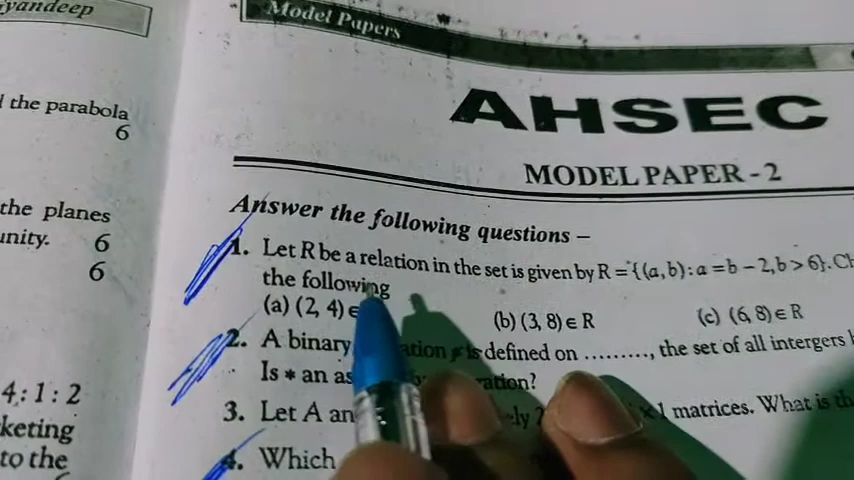 yandeep
the parabola
6
the planes
unity. 6
6
4:1:2
keting
to the
Model Papers
AHSEC
MODEL PAPER - 2
Answer the following questions –
1. Let R be a relation in the set is given by R = {(a, b) : a = b – 2, b > 6}. Ch
the following
(a) (2, 4) ∈ (b) (3, 8) ∈ R (c) (6, 8) ∈ R
2. A binary is defined on ........., the set of all intergers
Is * an as ration?
3. Let A an ely 1 matrices. What is th
4. Which